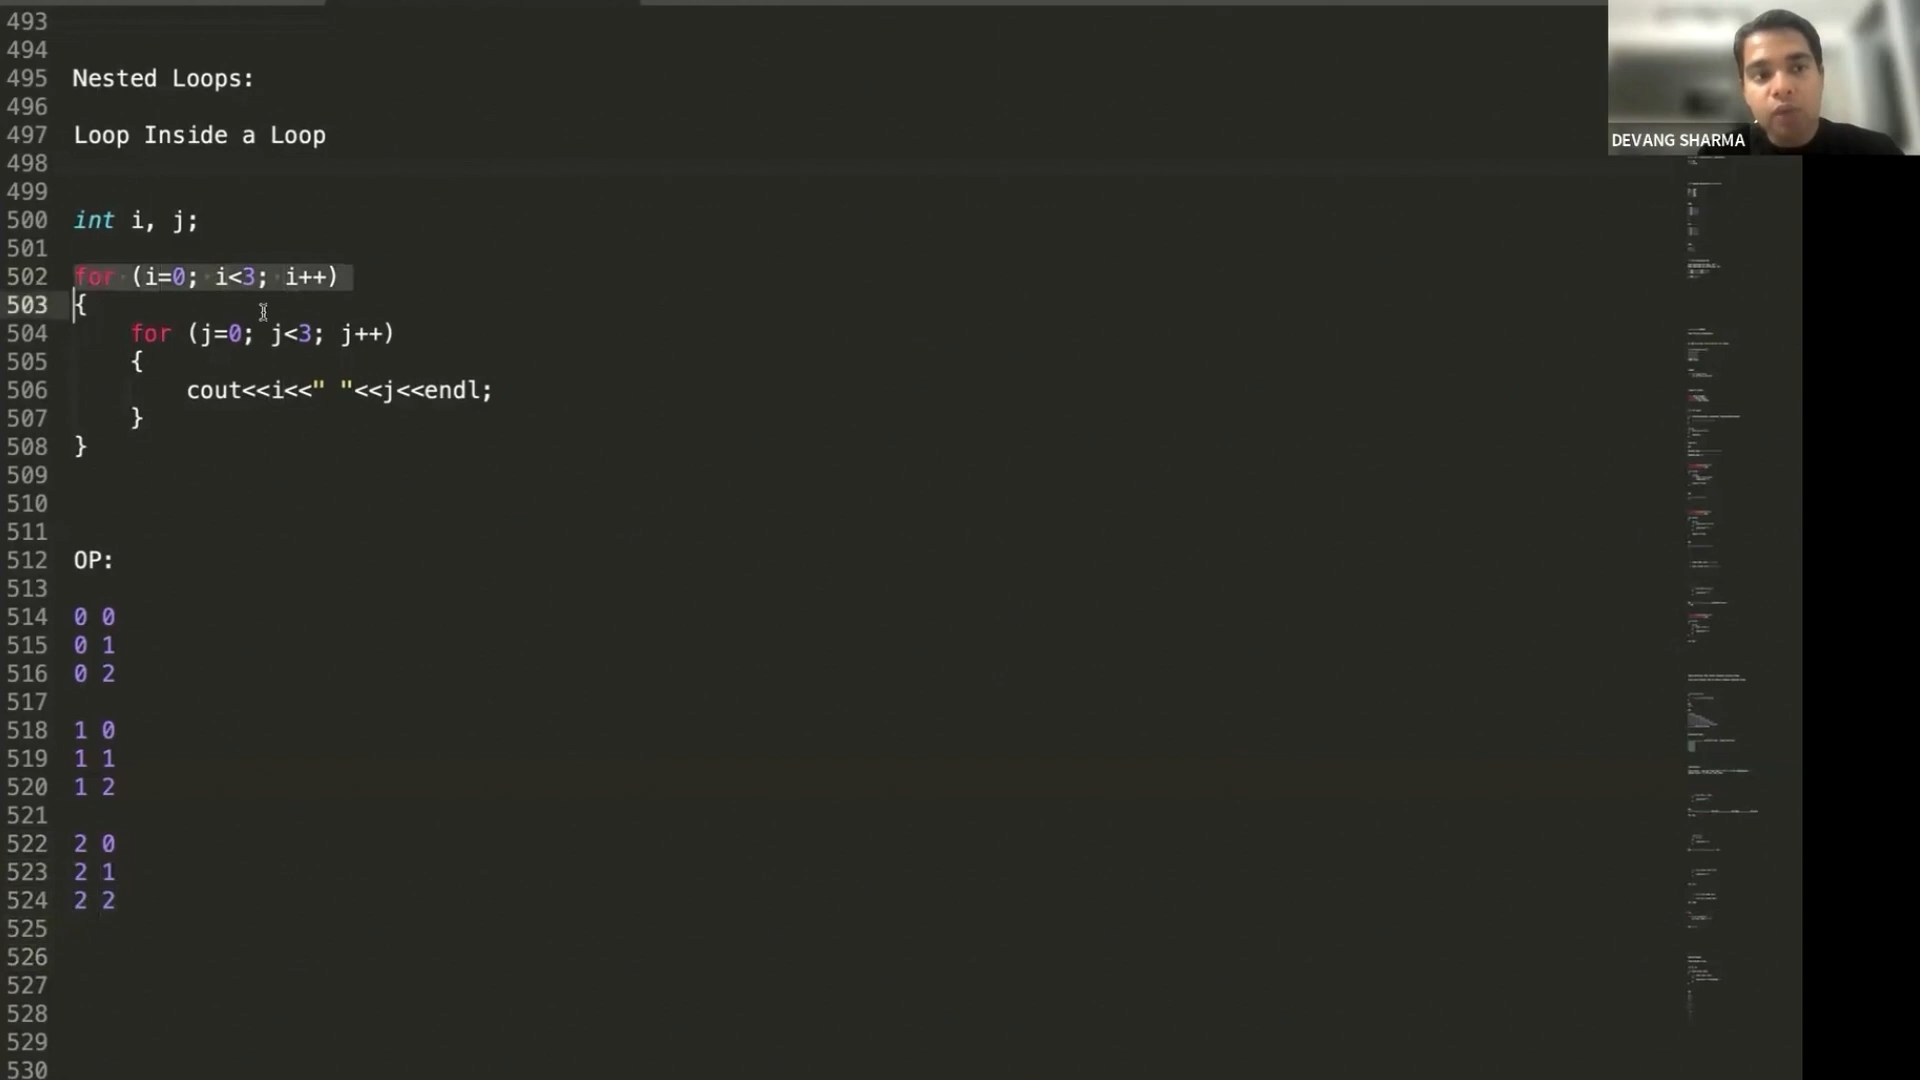 493
494
495 Nested Loops:
496
497 Loop Inside a Loop
498
499
500 int i, j;
501
502 for (i=0; i<3; i++)
503 {
504 for (j=0; j<3; j++)
505 {
506 cout<<i<<" "<<j<<endl;
507 }
508 }
509
510
511
512 OP:
513
514 0 0
515 0 1
516 0 2
517
518 1 0
519 1 1
520 1 2
521
522 2 0
523 2 1
524 2 2
525
526
527
528
529
530
DEVANG SHARMA